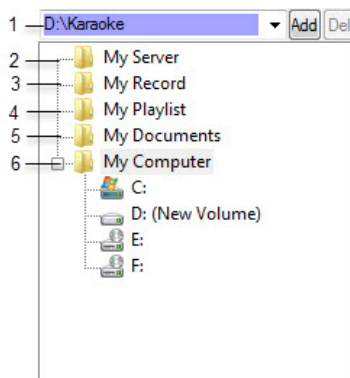 1 D:\Karaoke Add Del
2 My Server
3 My Record
4 My Playlist
5 My Documents
6 My Computer
C:
D: (New Volume)
E:
F: